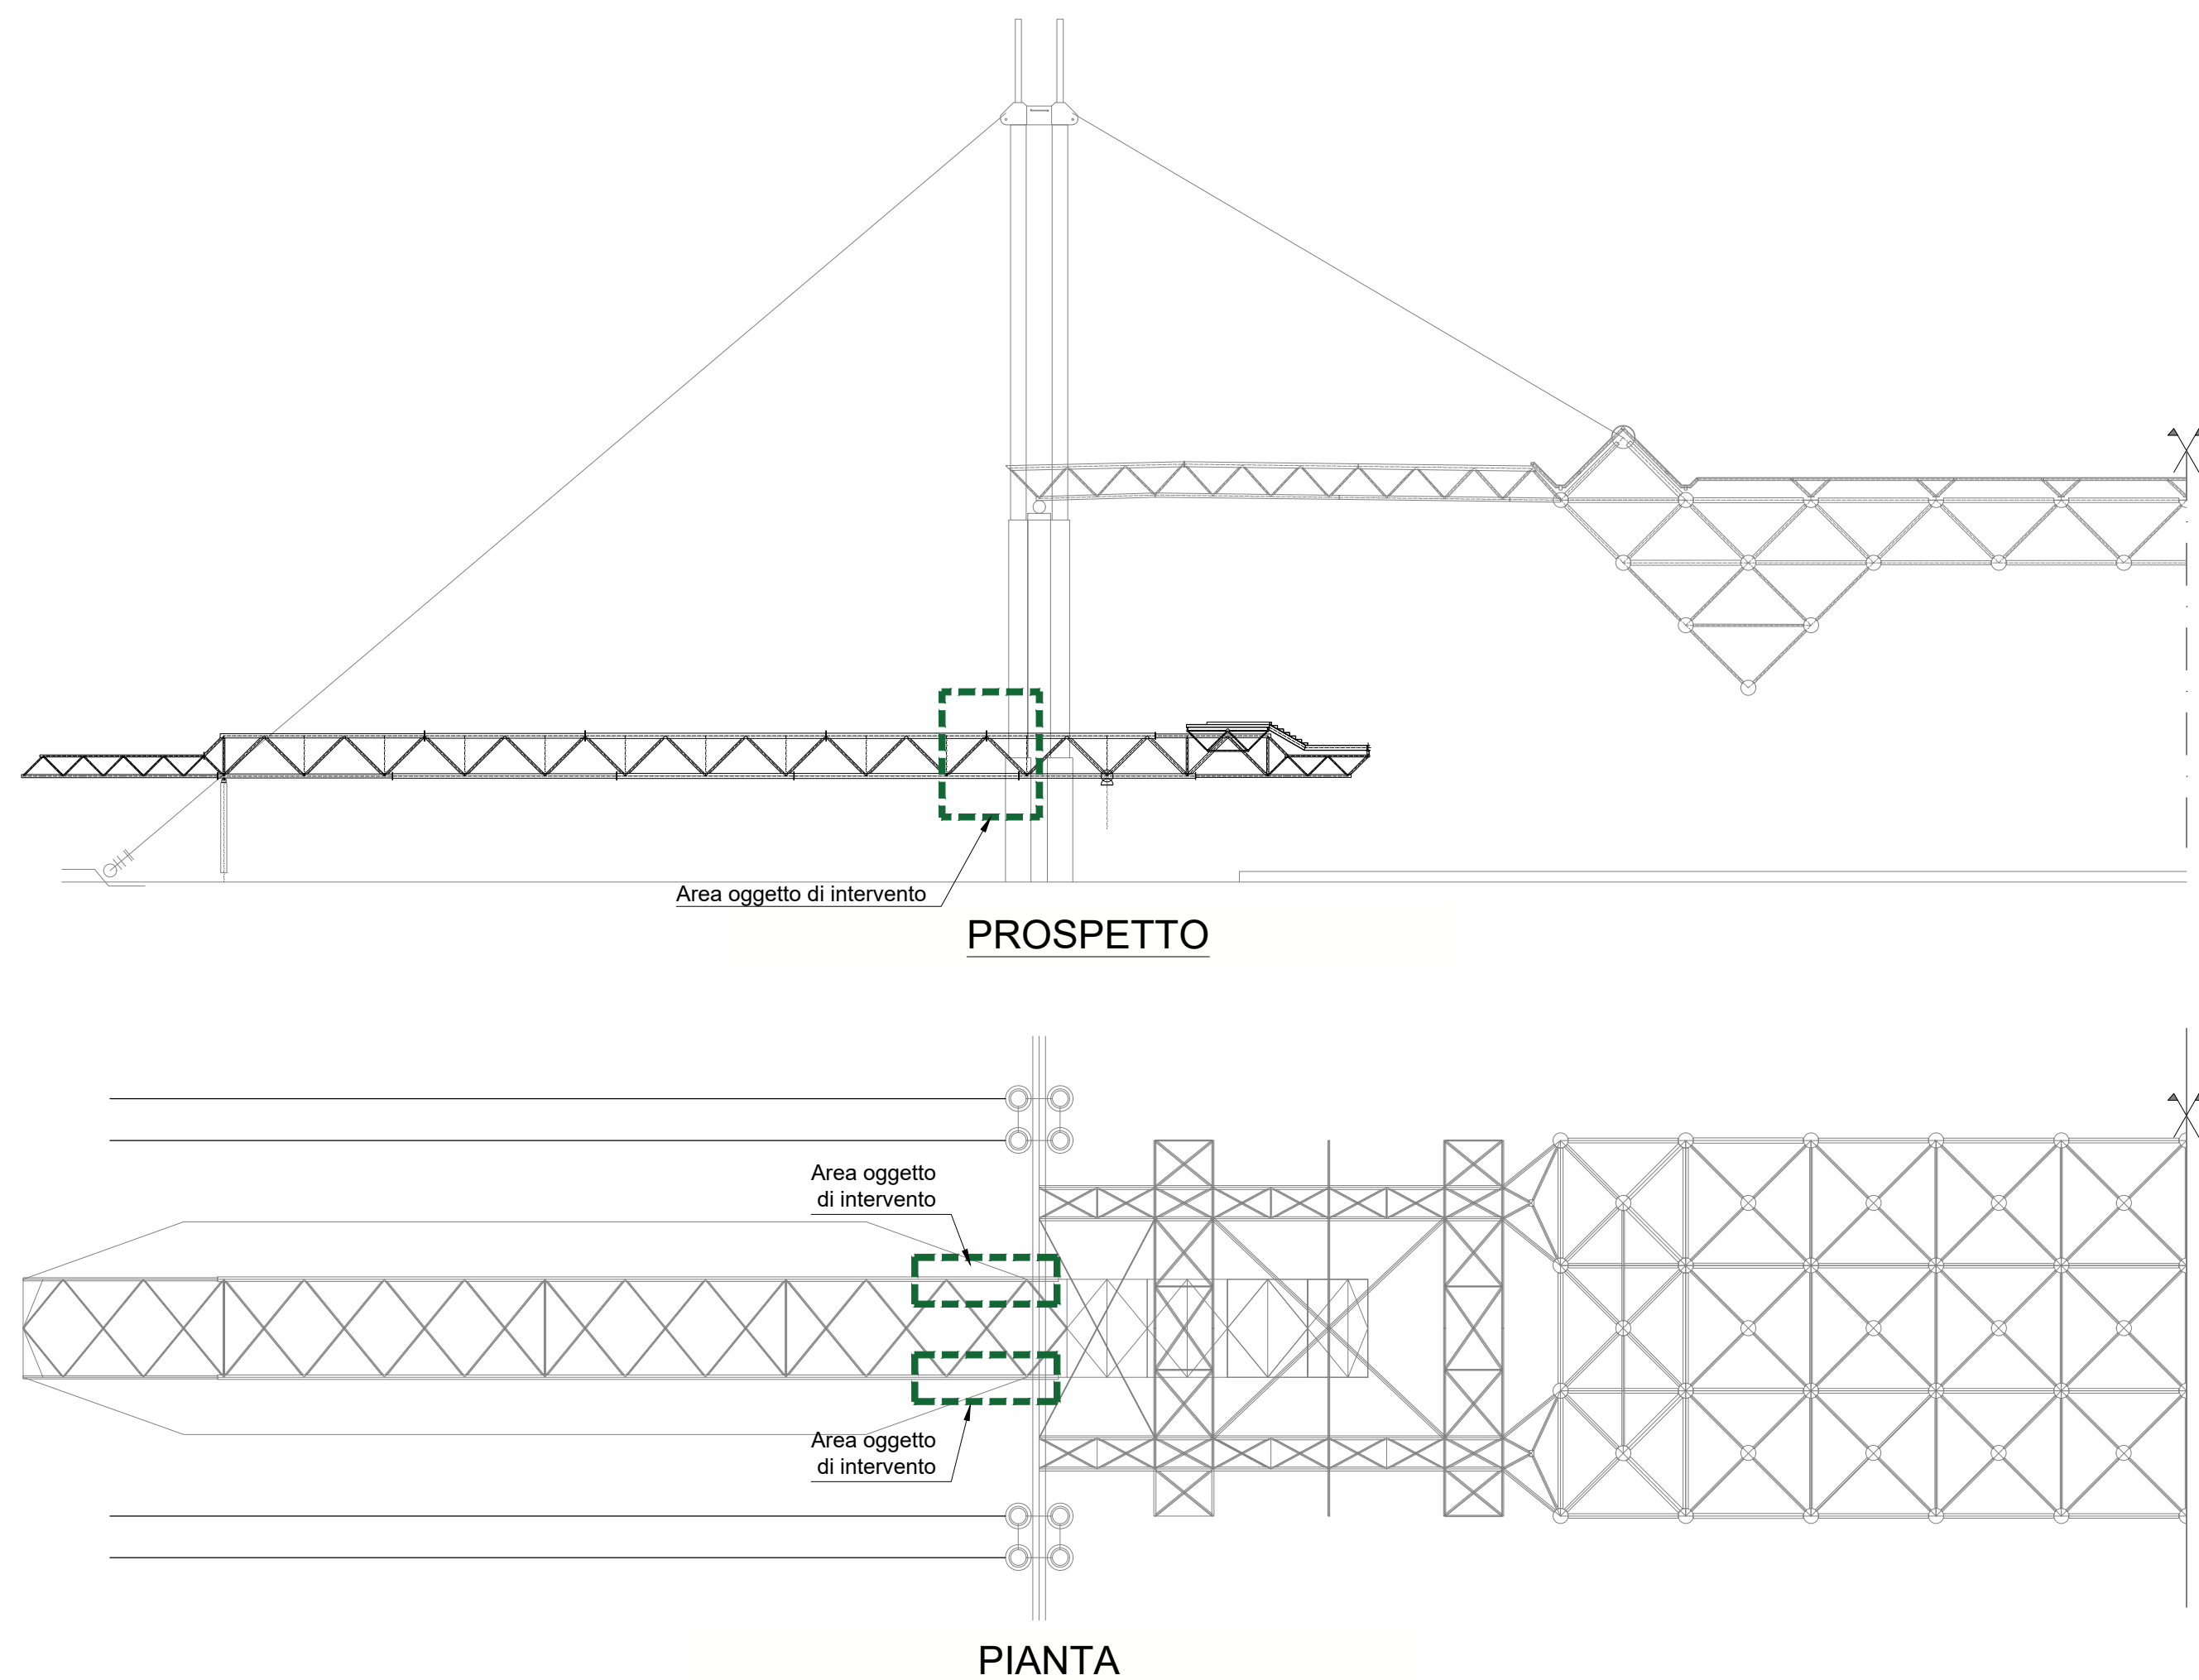 Area oggetto di intervento
PROSPETTO
Area oggetto
di intervento
Area oggetto
di intervento
PIANTA